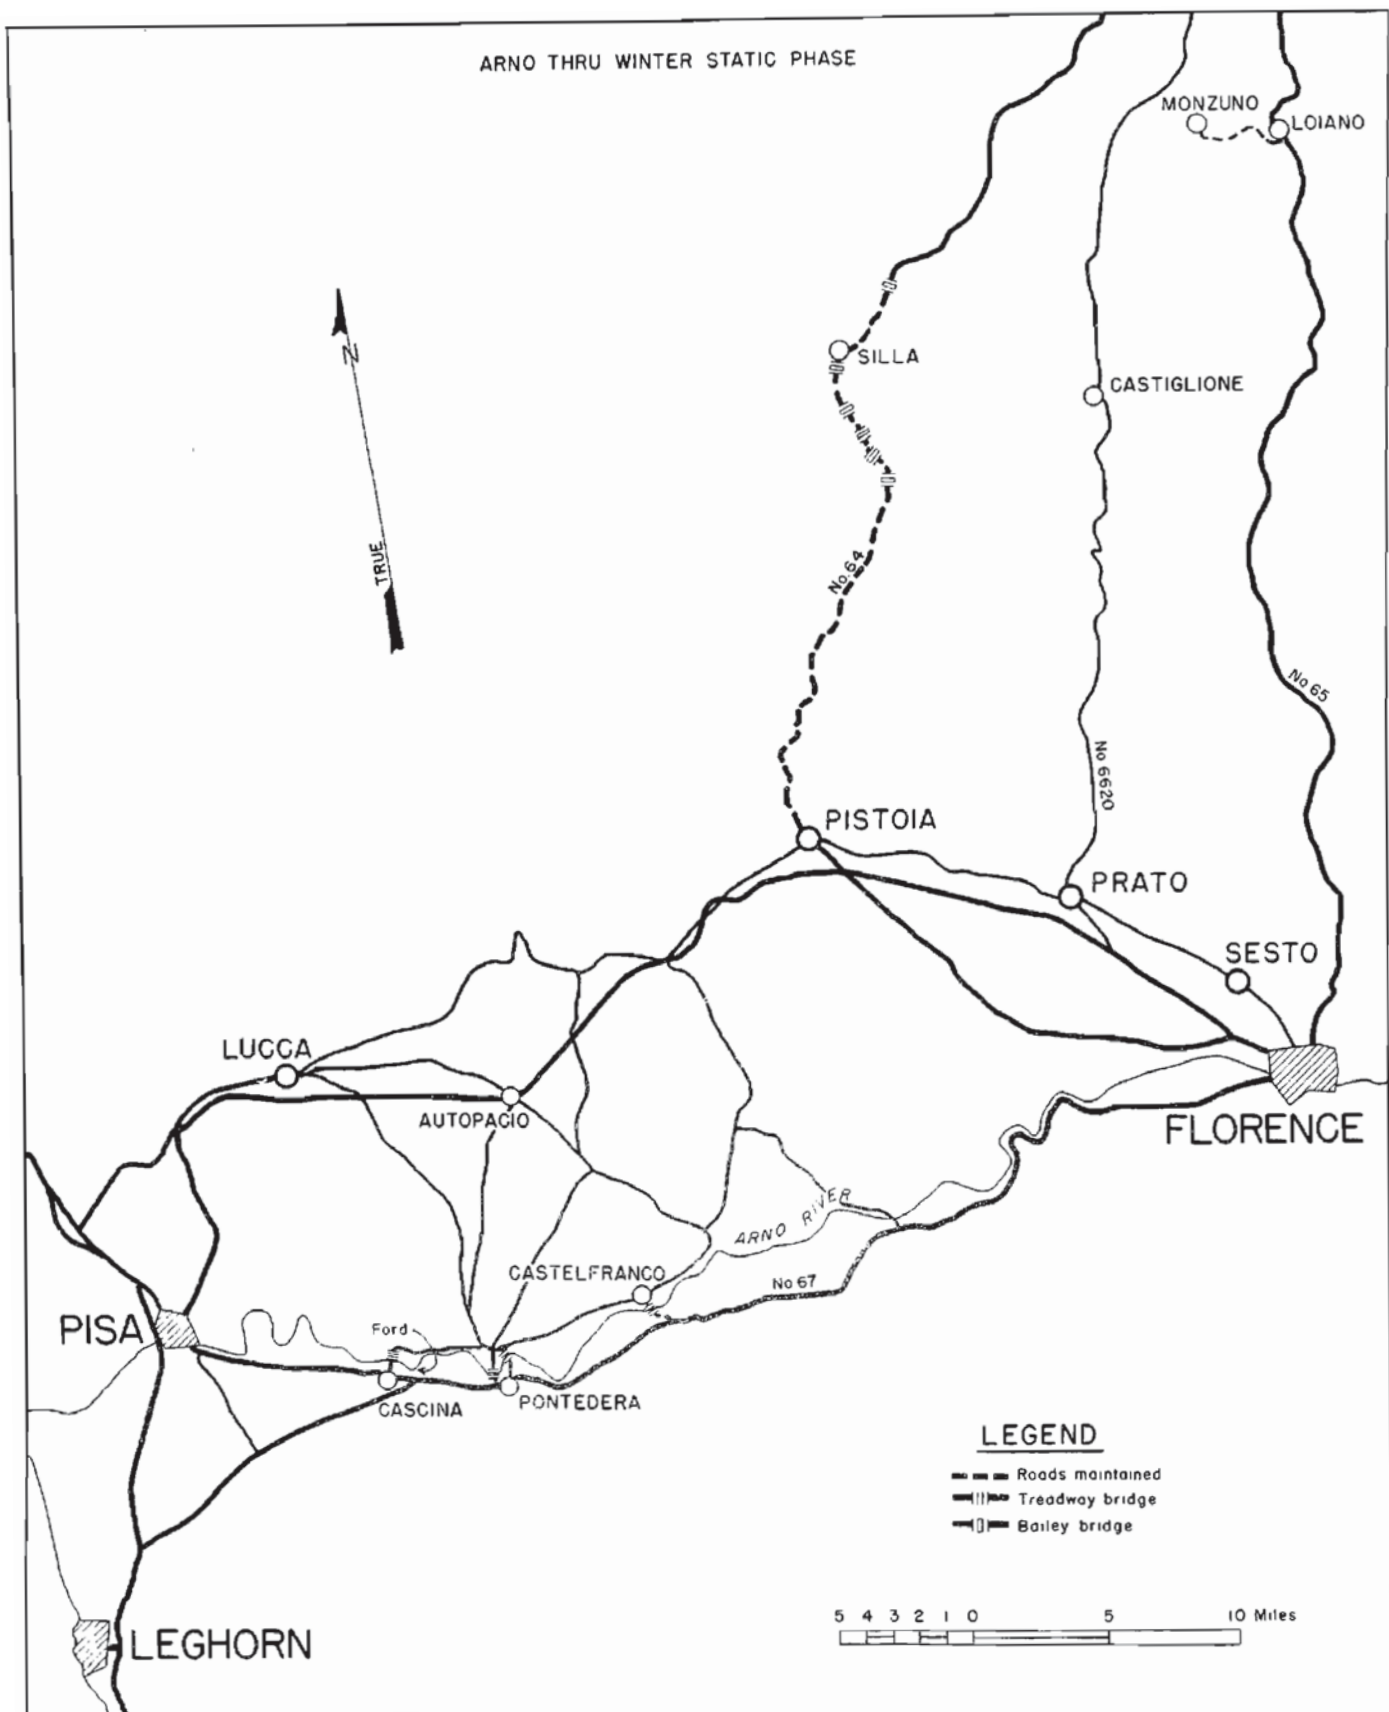 ARNO THRU WINTER STATIC PHASE
MONZUNO
LOIANO
SILLA
CASTIGLIONE
N
TRUE
No. 64
No 65
No 6620
PISTOIA
PRATO
SESTO
LUCCA
AUTOPACIO
FLORENCE
ARNO RIVER
CASTELFRANCO
No 67
PISA
Ford
CASCINA
PONTEDERA
LEGEND
Roads maintained
Treadway bridge
Bailey bridge
5 4 3 2 1 0 5 10 Miles
LEGHORN